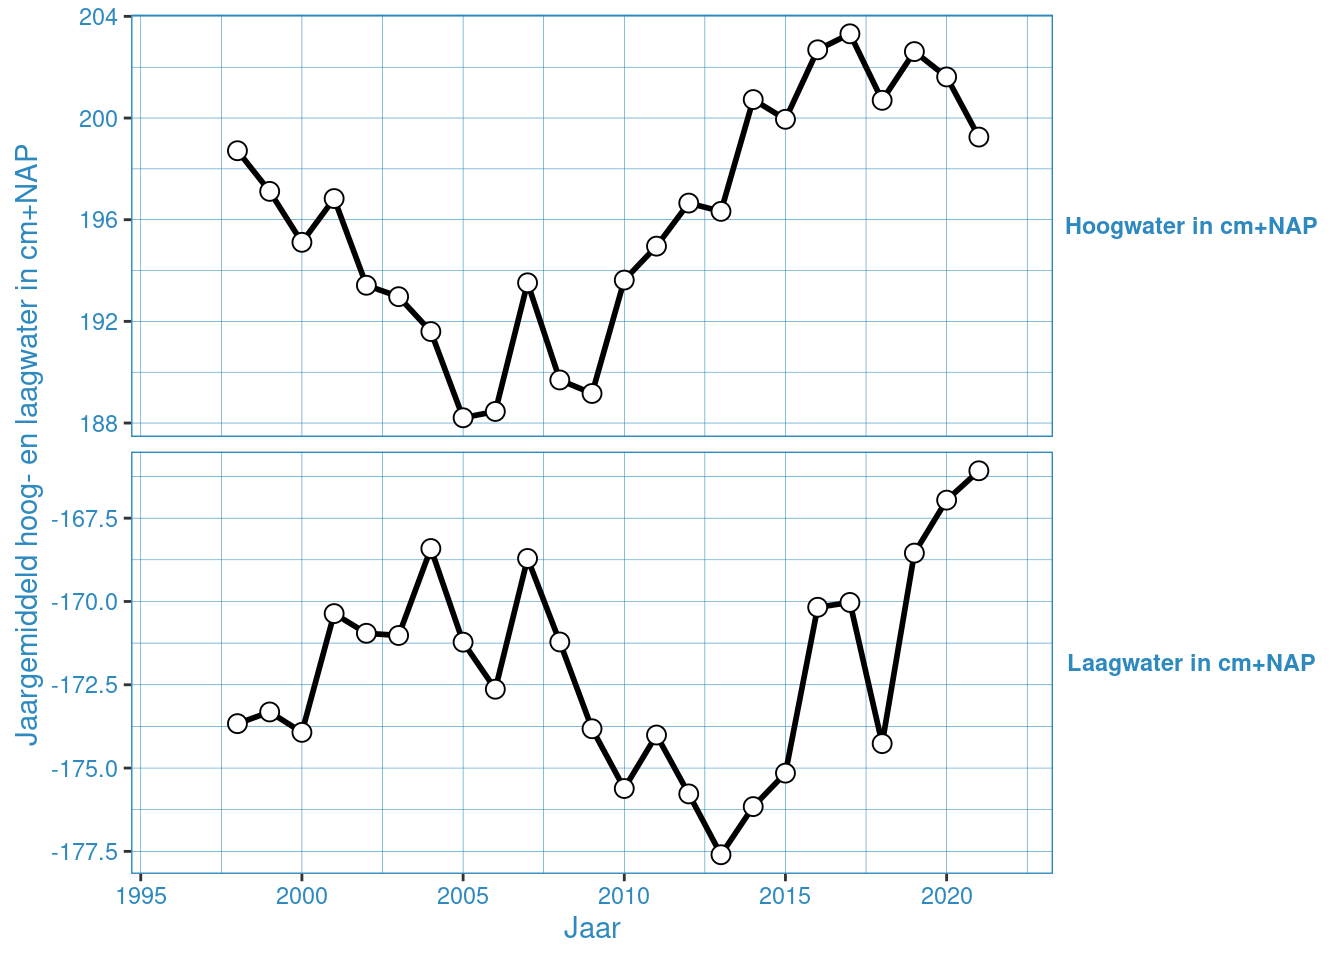 Jaargemiddeld hoog- en laagwater in cm+NAP
204
200
196
192
188
Hoogwater in cm+NAP
-167.5
-170.0
-172.5
-175.0
-177.5
Laagwater in cm+NAP
1995 2000 2005 2010 2015 2020
Jaar